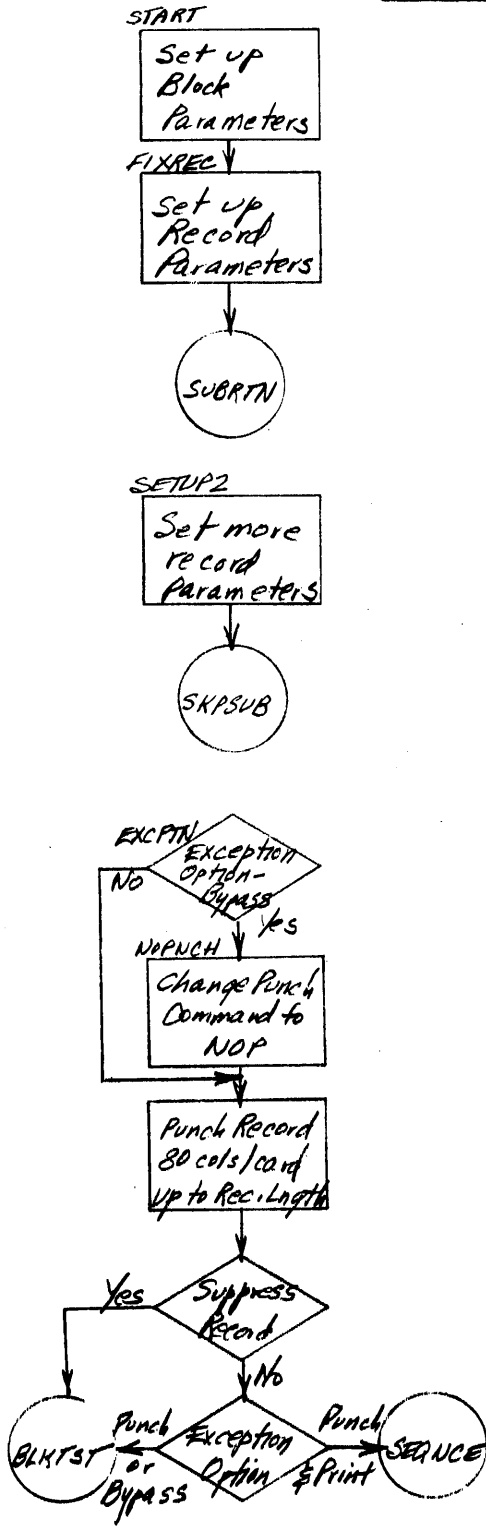 START
Set up
Block
Parameters
FIXREC
Set up
Record
Parameters
SUBRTN
SETUP2
Set more
record
Parameters
SKPSUB
EXCPTN
Exception
Option-
Bypass
No
Yes
NOPNCH
Change Punch
Command to
NOP
Punch Record
80 cols/card
up to Rec. Lngth
Yes
Suppress
Record
No
BLKTST
Punch
or
Bypass
Exception
Option
Punch
& Print
SEQNCE